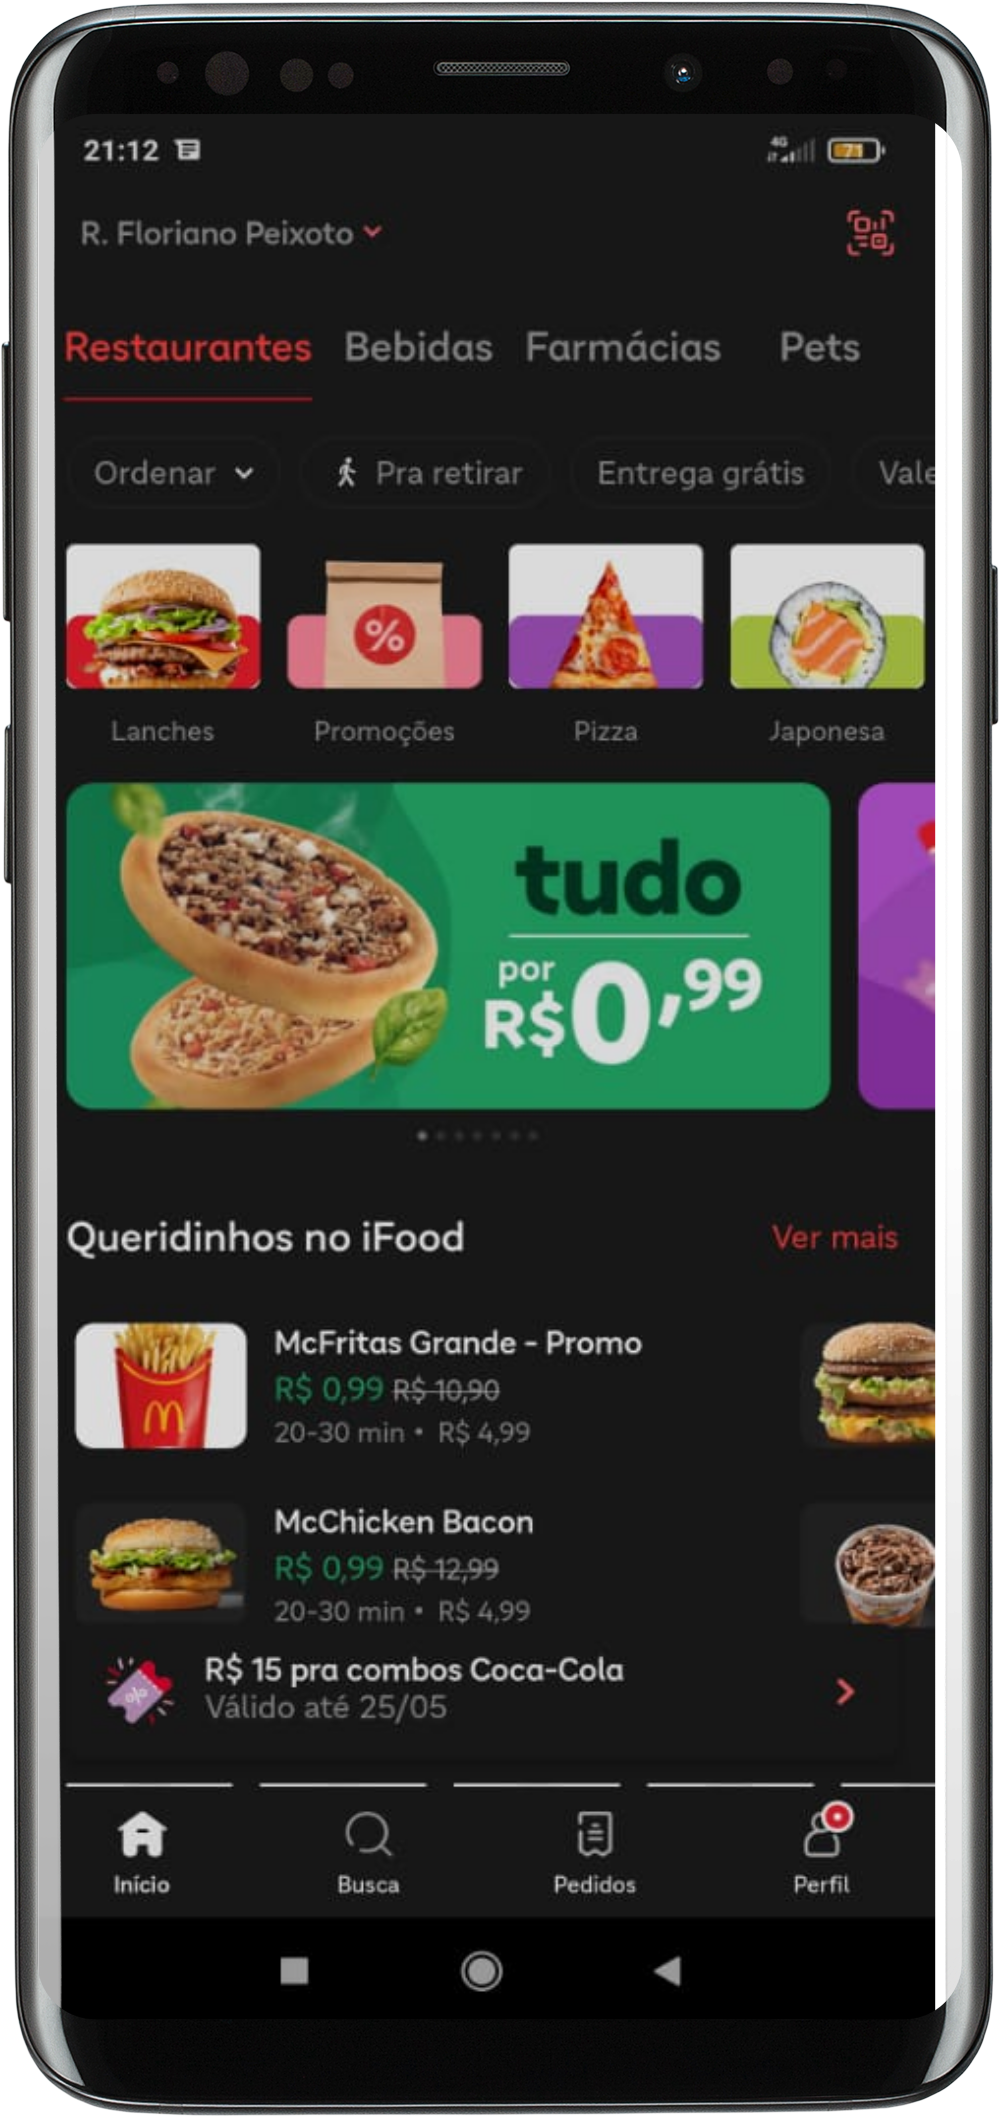 21:12
4G
71
R. Floriano Peixoto
Restaurantes Bebidas Farmácias Pets
Ordenar Pra retirar Entrega grátis Vale
%
Lanches Promoções Pizza Japonesa
tudo
por
R$0,99
Queridinhos no iFood Ver mais
McFritas Grande - Promo
R$ 0,99 R$ 10,90
20-30 min • R$ 4,99
McChicken Bacon
R$ 0,99 R$ 12,99
20-30 min • R$ 4,99
%
R$ 15 pra combos Coca-Cola
Válido até 25/05
Início Busca Pedidos Perfil